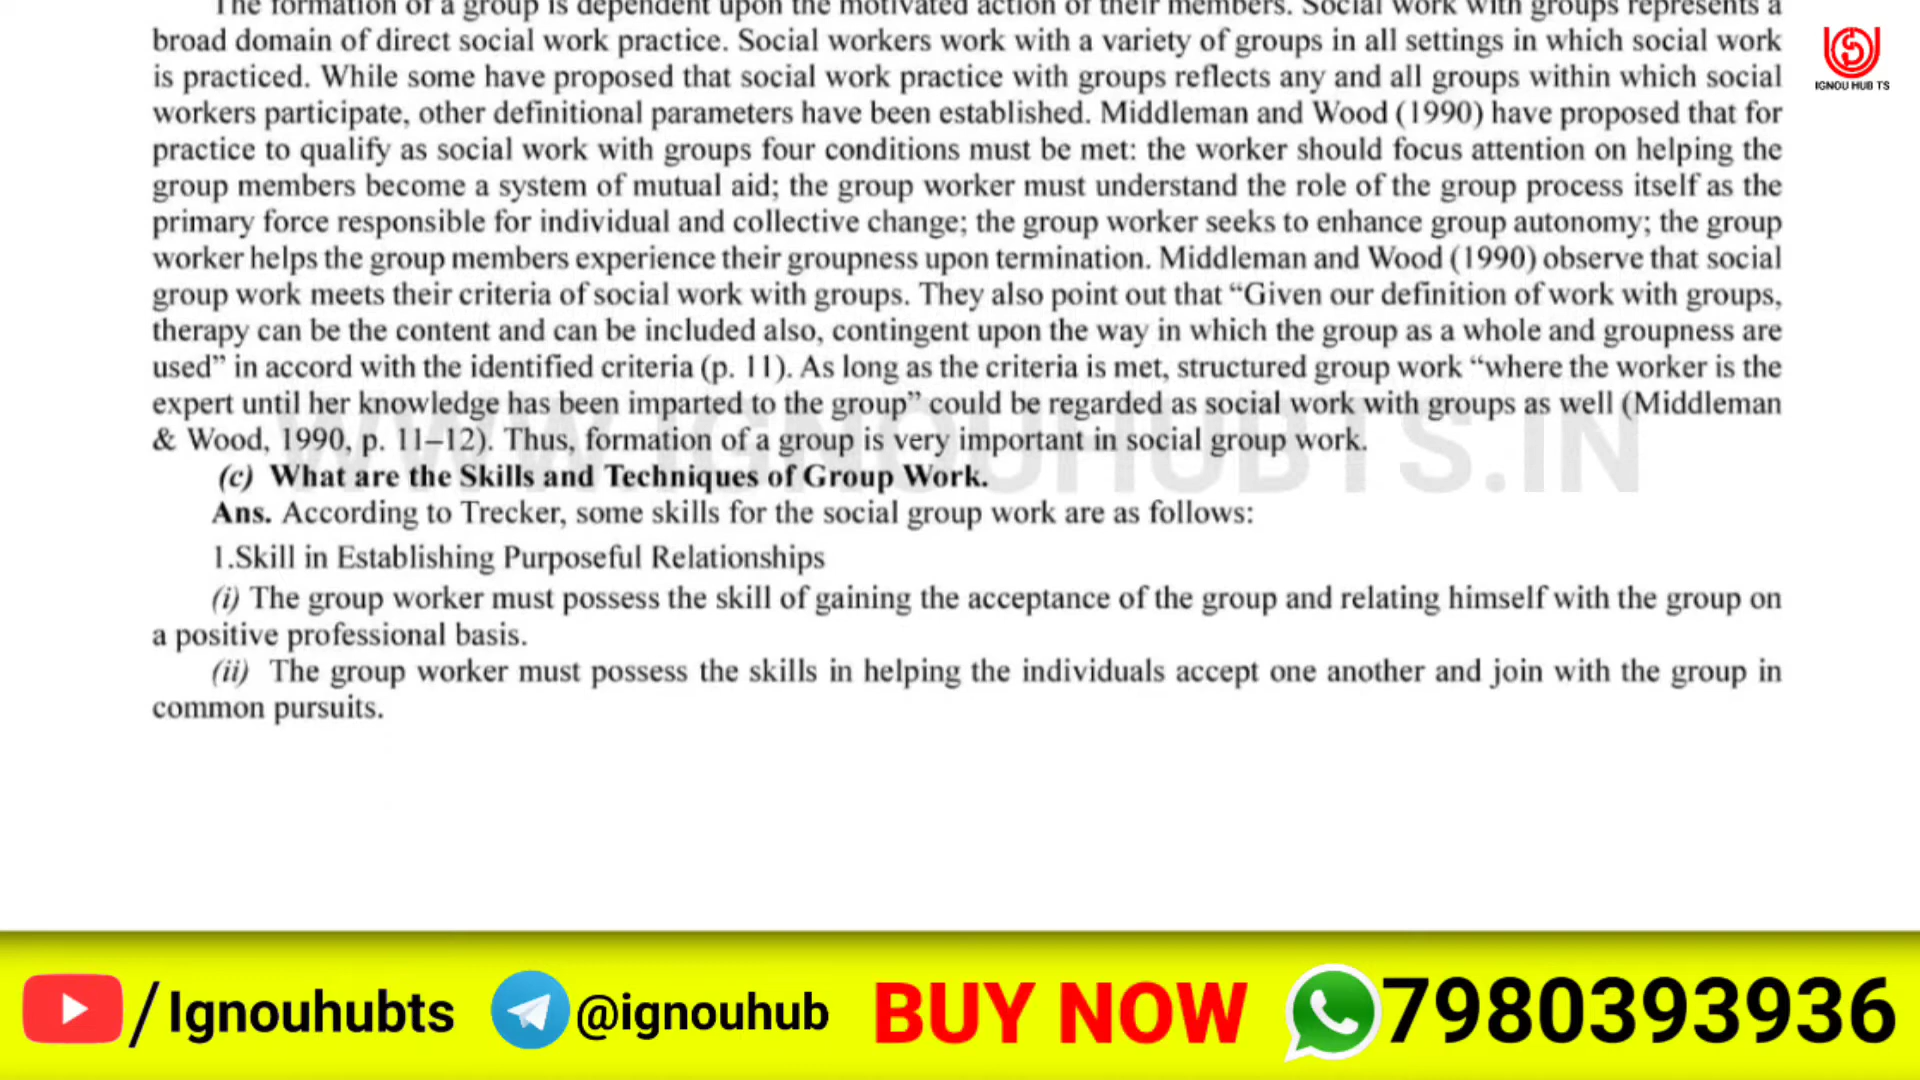 The formation of a group is dependent upon the motivated action of their members. Social work with groups represents a
broad domain of direct social work practice. Social workers work with a variety of groups in all settings in which social work
is practiced. While some have proposed that social work practice with groups reflects any and all groups within which social
workers participate, other definitional parameters have been established. Middleman and Wood (1990) have proposed that for
practice to qualify as social work with groups four conditions must be met: the worker should focus attention on helping the
group members become a system of mutual aid; the group worker must understand the role of the group process itself as the
primary force responsible for individual and collective change; the group worker seeks to enhance group autonomy; the group
worker helps the group members experience their groupness upon termination. Middleman and Wood (1990) observe that social
group work meets their criteria of social work with groups. They also point out that “Given our definition of work with groups,
therapy can be the content and can be included also, contingent upon the way in which the group as a whole and groupness are
used” in accord with the identified criteria (p. 11). As long as the criteria is met, structured group work “where the worker is the
expert until her knowledge has been imparted to the group” could be regarded as social work with groups as well (Middleman
& Wood, 1990, p. 11–12). Thus, formation of a group is very important in social group work.
(c) What are the Skills and Techniques of Group Work.
Ans. According to Trecker, some skills for the social group work are as follows:
1.Skill in Establishing Purposeful Relationships
(i) The group worker must possess the skill of gaining the acceptance of the group and relating himself with the group on
a positive professional basis.
(ii) The group worker must possess the skills in helping the individuals accept one another and join with the group in
common pursuits.
WWW.IGNOUHUBTS.IN
IGNOU HUB TS
/Ignouhubts @ignouhub BUY NOW 7980393936